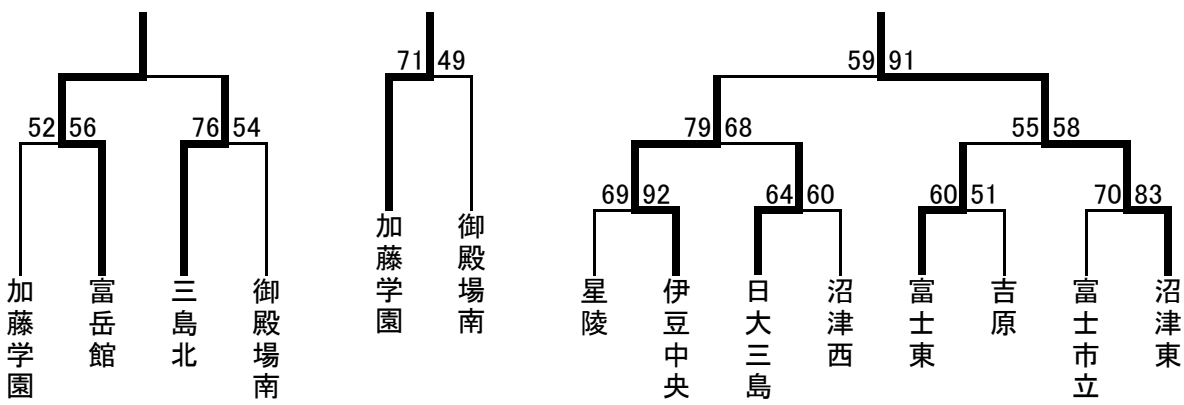 59 91
71 49
52 56
76 54
79 68
55 58
69 92
64 60
60 51
70 83
加藤学園
御殿場南
加藤学園
富岳館
三島北
御殿場南
星陵
伊豆中央
日大三島
沼津西
富士東
吉原
富士市立
沼津東